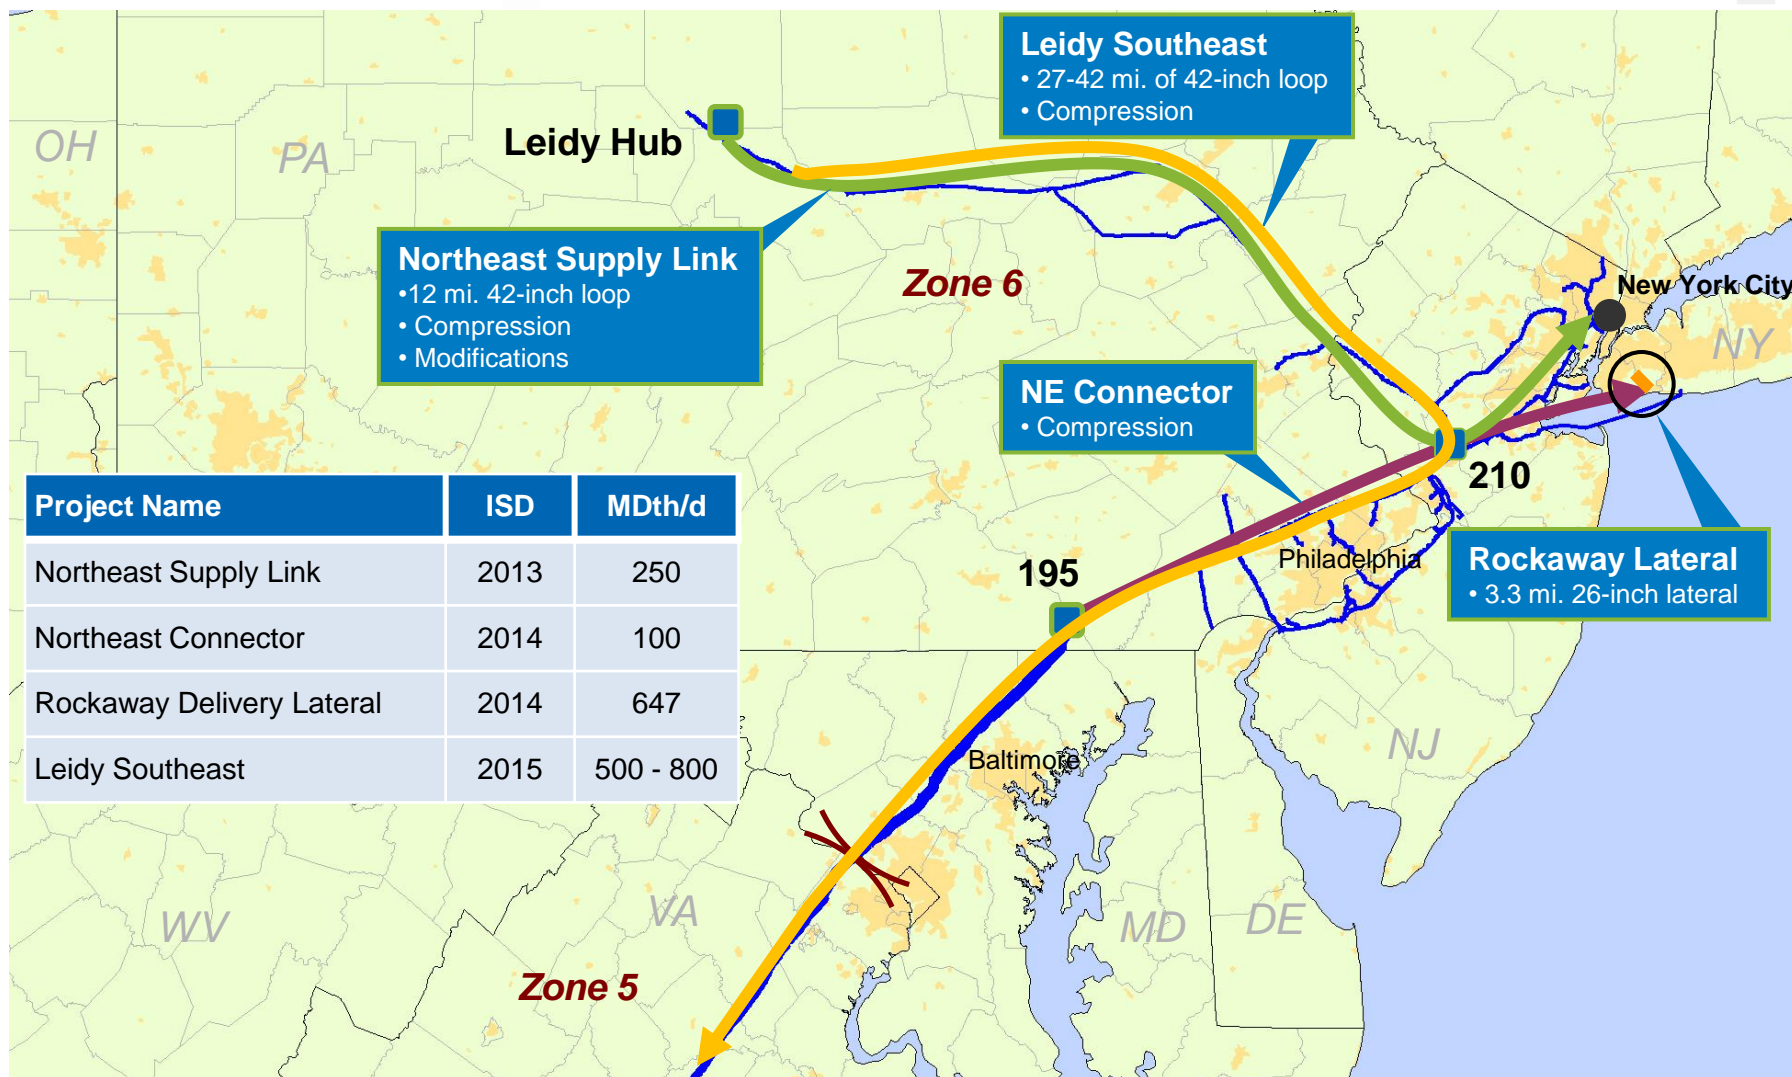 Leidy Southeast
• 27-42 mi. of 42-inch loop
• Compression
OH
PA
Leidy Hub
Northeast Supply Link
•12 mi. 42-inch loop
• Compression
• Modifications
Zone 6
New York City
NY
NE Connector
• Compression
210
Project Name ISD MDth/d
Northeast Supply Link 2013 250
Northeast Connector 2014 100
Rockaway Delivery Lateral 2014 647
Leidy Southeast 2015 500 - 800
195
Philadelphia
Rockaway Lateral
• 3.3 mi. 26-inch lateral
Baltimore
NJ
WV
VA
MD
DE
Zone 5